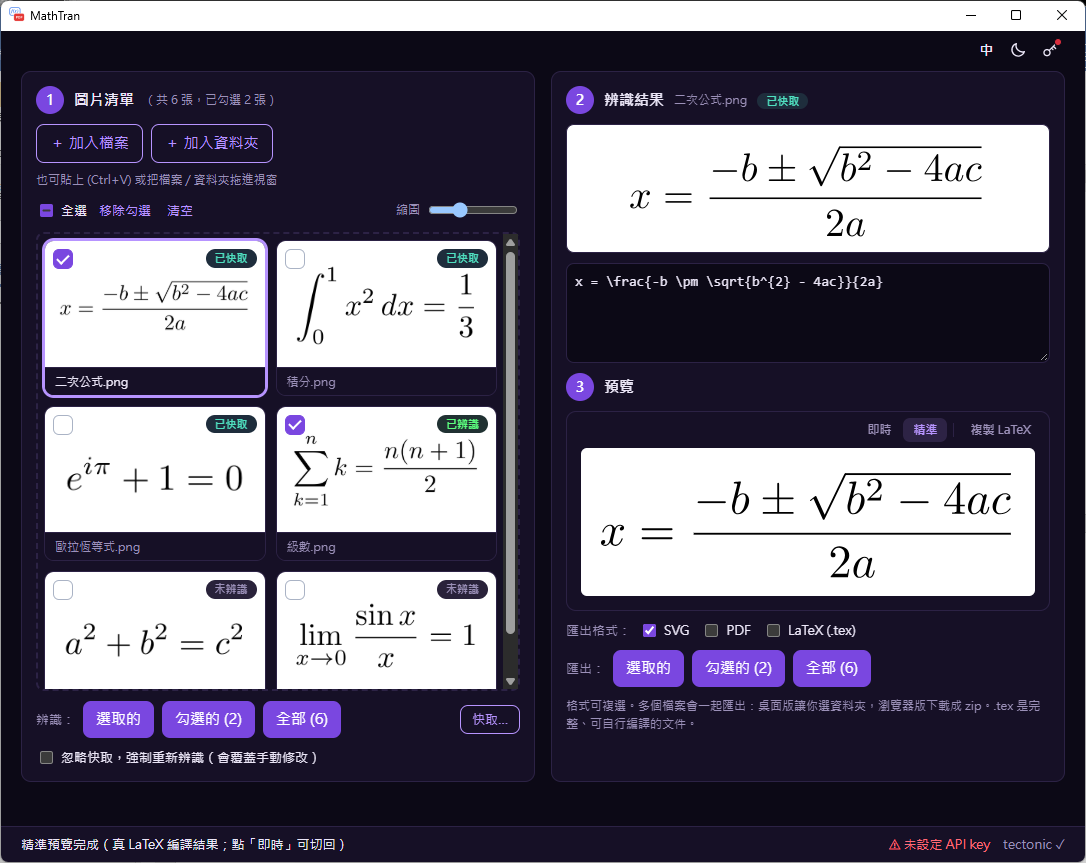 MathTran
中
1 圖片清單 (共 6 張，已勾選 2 張)
+ 加入檔案 + 加入資料夾
也可貼上 (Ctrl+V) 或把檔案 / 資料夾拖進視窗
全選 移除勾選 清空 縮圖
已快取
x = \frac{-b ± \sqrt{b^2 - 4ac}}{2a}
二次公式.png
已快取
\int_0^1 x^2 dx = \frac{1}{3}
積分.png
已快取
e^{iπ} + 1 = 0
歐拉恆等式.png
已辨識
\sum_{k=1}^{n} k = \frac{n(n + 1)}{2}
級數.png
未辨識
a^2 + b^2 = c^2
未辨識
\lim_{x→0} \frac{sin x}{x} = 1
辨識： 選取的 勾選的 (2) 全部 (6) 快取...
忽略快取，強制重新辨識 (會覆蓋手動修改)
2 辨識結果 二次公式.png 已快取
x = \frac{-b ± \sqrt{b^2 - 4ac}}{2a}
x = \frac{-b \pm \sqrt{b^{2} - 4ac}}{2a}
3 預覽
即時 精準 複製 LaTeX
x = \frac{-b ± \sqrt{b^2 - 4ac}}{2a}
匯出格式： SVG PDF LaTeX (.tex)
匯出： 選取的 勾選的 (2) 全部 (6)
格式可複選。多個檔案會一起匯出：桌面版讓你選資料夾，瀏覽器版下載成 zip。.tex 是完
整、可自行編譯的文件。
精準預覽完成 (真 LaTeX 編譯結果；點「即時」可切回) ⚠ 未設定 API key tectonic ✓